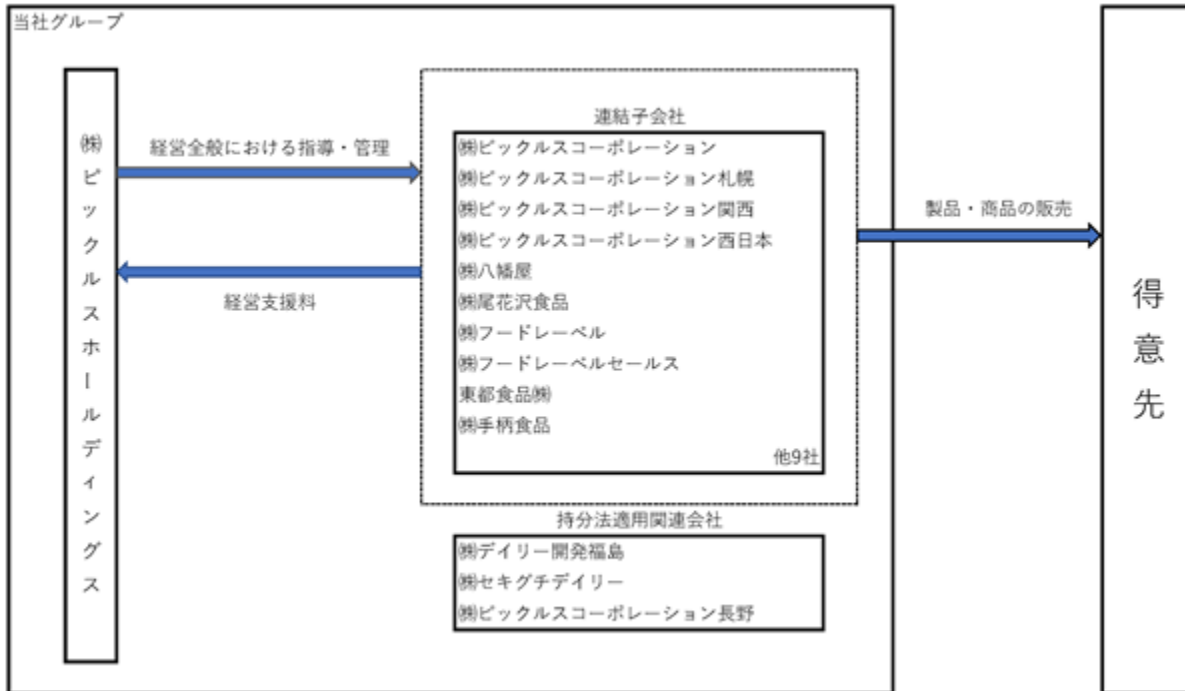 当社グループ
㈱ピックルスホールディングス
経営全般における指導・管理
経営支援料
連結子会社
㈱ピックルスコーポレーション
㈱ピックルスコーポレーション札幌
㈱ピックルスコーポレーション関西
㈱ピックルスコーポレーション西日本
㈱八幡屋
㈱尾花沢食品
㈱フードレーベル
㈱フードレーベルセールス
東都食品㈱
㈱手柄食品
他9社
持分法適用関連会社
㈱デイリー開発福島
㈱セキグチデイリー
㈱ピックルスコーポレーション長野
製品・商品の販売
得意先